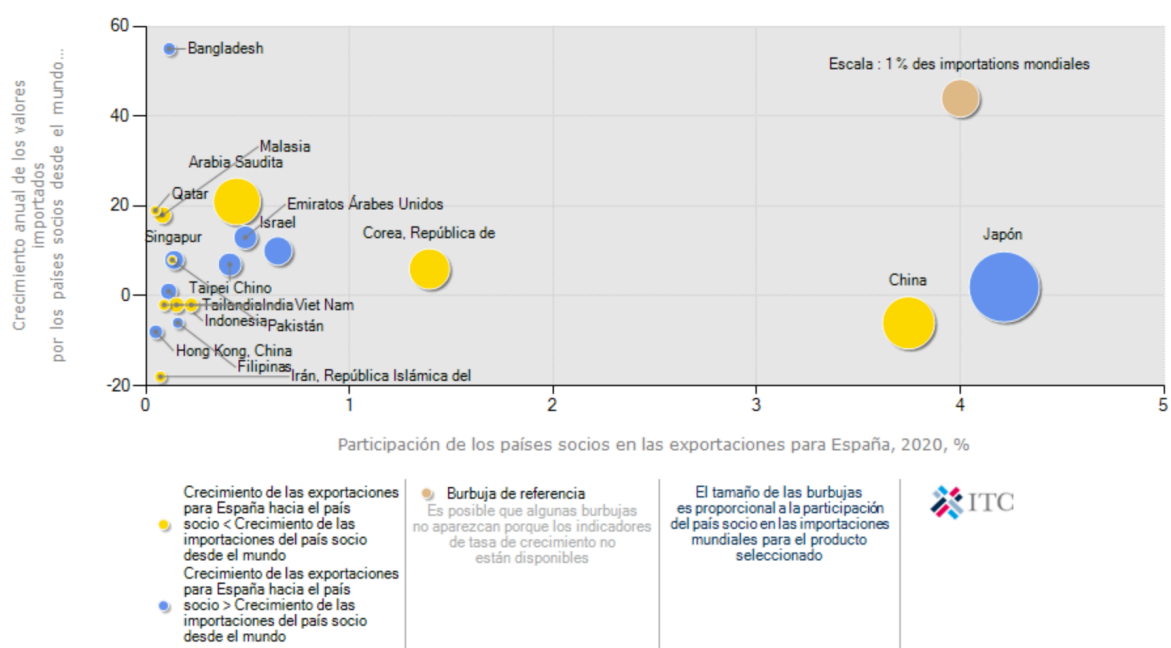 Crecimiento anual de los valores
importados
por los países socios desde el mundo...
60
40
20
0
-20
Bangladesh
Escala : 1 % des importations mondiales
Malasia
Arabia Saudita
Qatar
Emiratos Árabes Unidos
Israel
Singapur
Corea, República de
Japón
China
Taipei Chino
Tailandia India Viet Nam
Indonesia Pakistán
Hong Kong, China
Filipinas
Irán, República Islámica del
0 1 2 3 4 5
Participación de los países socios en las exportaciones para España, 2020, %
Crecimiento de las exportaciones
para España hacia el país
socio < Crecimiento de las
importaciones del país socio
desde el mundo
Crecimiento de las exportaciones
para España hacia el país
socio > Crecimiento de las
importaciones del país socio
desde el mundo
Burbuja de referencia
Es posible que algunas burbujas
no aparezcan porque los indicadores
de tasa de crecimiento no
están disponibles
El tamaño de las burbujas
es proporcional a la participación
del país socio en las importaciones
mundiales para el producto
seleccionado
ITC